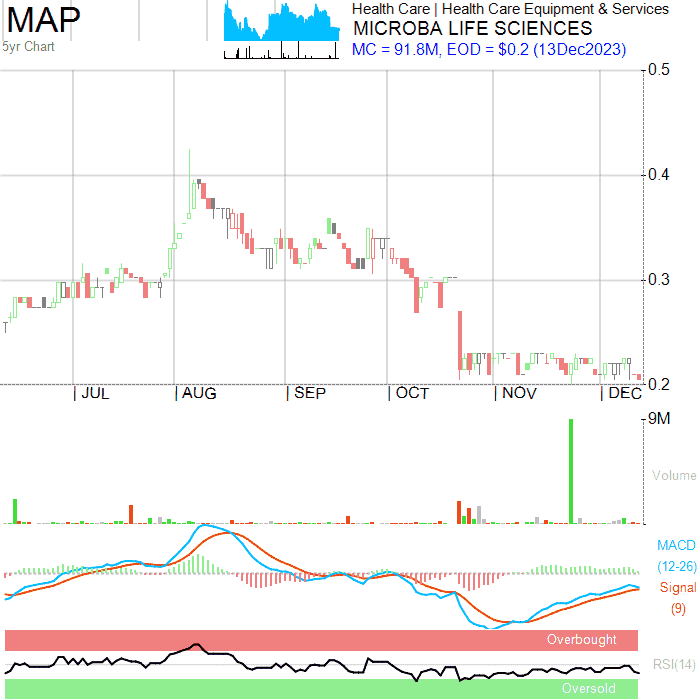 MAP
5yr Chart
Health Care | Health Care Equipment & Services
MICROBA LIFE SCIENCES
MC = 91.8M, EOD = $0.2 (13Dec2023)
0.5
0.4
0.3
0.2
| JUL | AUG | SEP | OCT | NOV | DEC
9M
Volume
MACD
(12-26)
Signal
(9)
Overbought
RSI(14)
Oversold